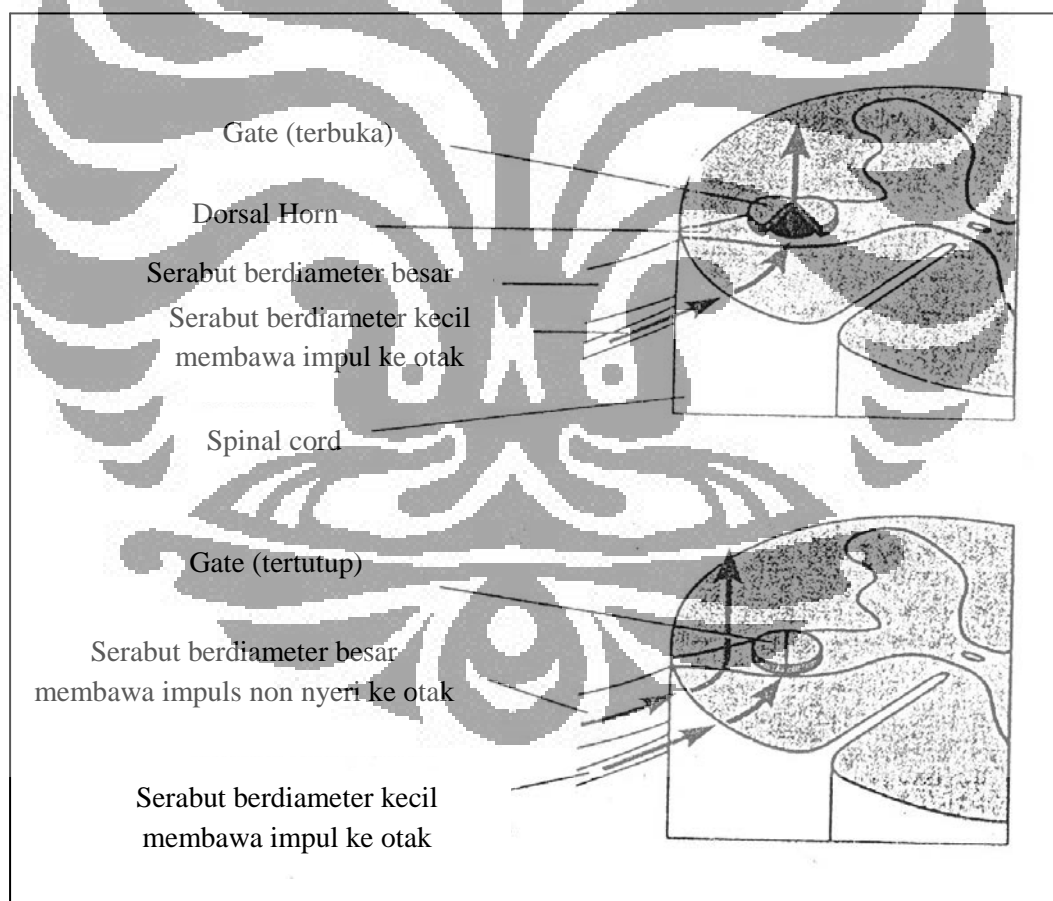 Gate (terbuka)
Dorsal Horn
Serabut berdiameter besar
Serabut berdiameter kecil
membawa impul ke otak
Spinal cord
Gate (tertutup)
Serabut berdiameter besar
membawa impuls non nyeri ke otak
Serabut berdiameter kecil
membawa impul ke otak